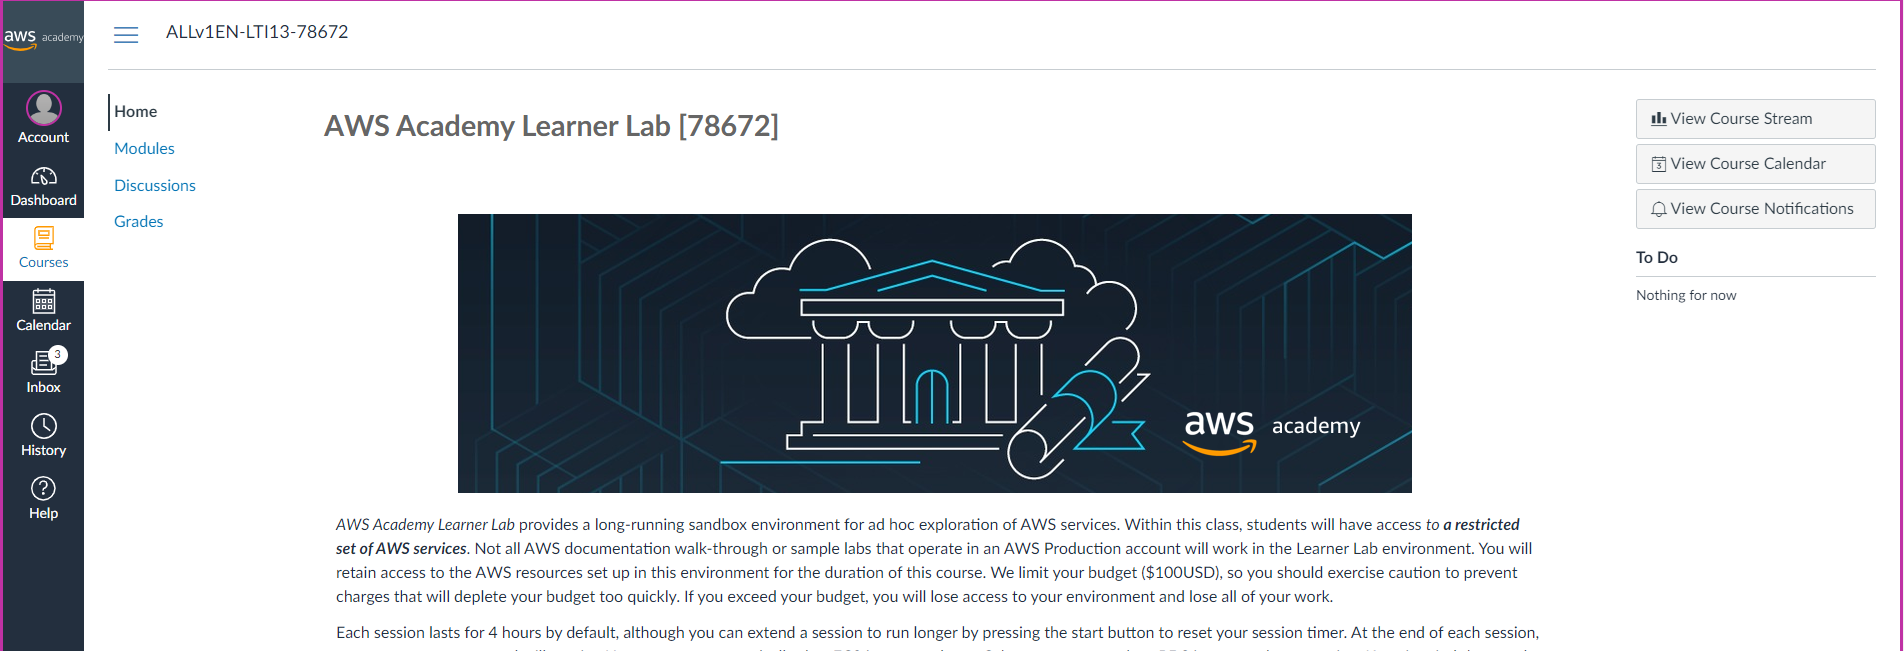 aws academy
ALLv1EN-LTI13-78672
Account
Dashboard
Courses
Calendar
3
Inbox
History
Help
Home
Modules
Discussions
Grades
AWS Academy Learner Lab [78672]
aws academy
AWS Academy Learner Lab provides a long-running sandbox environment for ad hoc exploration of AWS services. Within this class, students will have access to a restricted
set of AWS services. Not all AWS documentation walk-through or sample labs that operate in an AWS Production account will work in the Learner Lab environment. You will
retain access to the AWS resources set up in this environment for the duration of this course. We limit your budget ($100USD), so you should exercise caution to prevent
charges that will deplete your budget too quickly. If you exceed your budget, you will lose access to your environment and lose all of your work.
Each session lasts for 4 hours by default, although you can extend a session to run longer by pressing the start button to reset your session timer. At the end of each session,
View Course Stream
3
View Course Calendar
View Course Notifications
To Do
Nothing for now